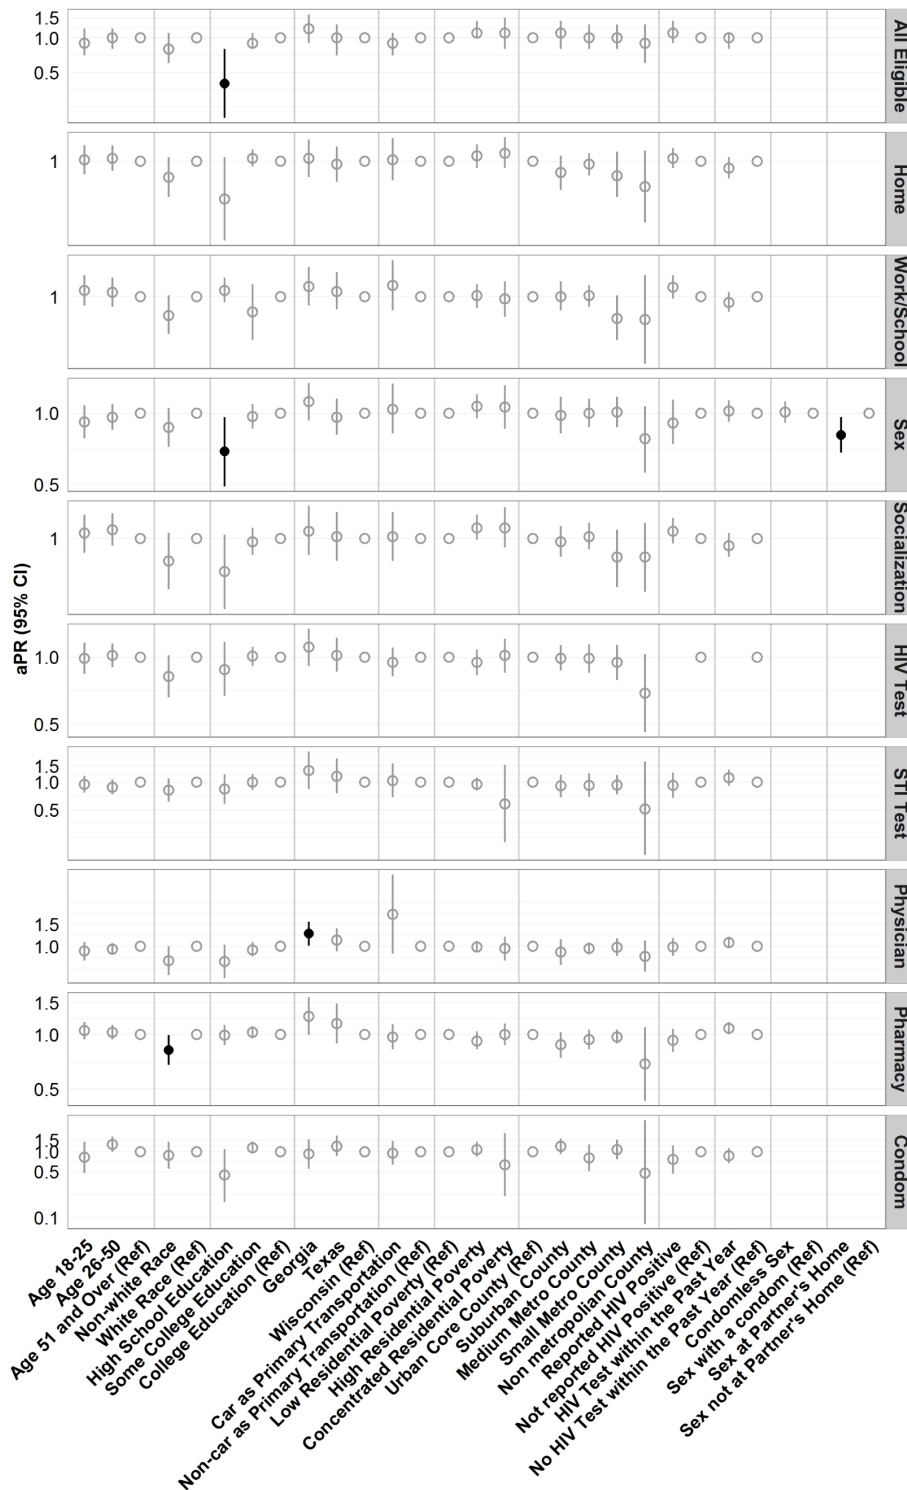 1.5
1.0
0.5
All Eligible
1
Home
1
Work/School
1.0
0.5
Sex
1
Socialization
aPR (95% CI)
1.0
0.5
HIV Test
1.5
1.0
0.5
STI Test
1.5
1.0
Physician
1.5
1.0
0.5
Pharmacy
1.5
1.0
0.5
0.1
Condom
Age 18-25
Age 26-50
Age 51 and Over (Ref)
Non-white Race
White Race (Ref)
High School Education
Some College Education
College Education (Ref)
Georgia
Texas
Wisconsin (Ref)
Car as Primary Transportation
Non-car as Primary Transportation (Ref)
Low Residential Poverty (Ref)
High Residential Poverty
Concentrated Residential Poverty
Urban Core County (Ref)
Suburban County
Medium Metro County
Small Metro County
Non metropolian County
Reported HIV Positive
Not reported HIV Positive (Ref)
HIV Test within the Past Year
No HIV Test within the Past Year (Ref)
Condomless Sex
Sex with a condom (Ref)
Sex at Partner's Home
Sex not at Partner's Home (Ref)